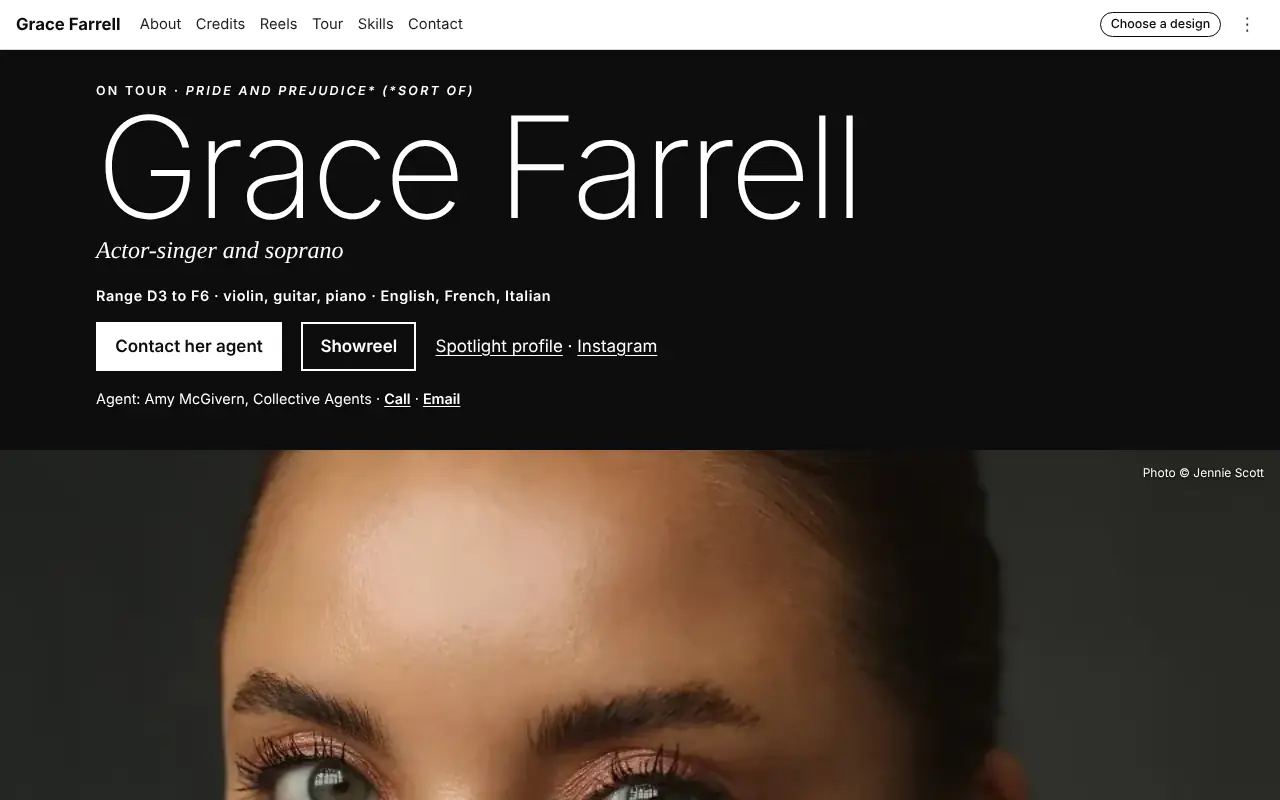 Grace Farrell About Credits Reels Tour Skills Contact Choose a design
ON TOUR · PRIDE AND PREJUDICE* (*SORT OF)
Grace Farrell
Actor-singer and soprano
Range D3 to F6 · violin, guitar, piano · English, French, Italian
Contact her agent Showreel Spotlight profile · Instagram
Agent: Amy McGivern, Collective Agents · Call · Email
Photo © Jennie Scott